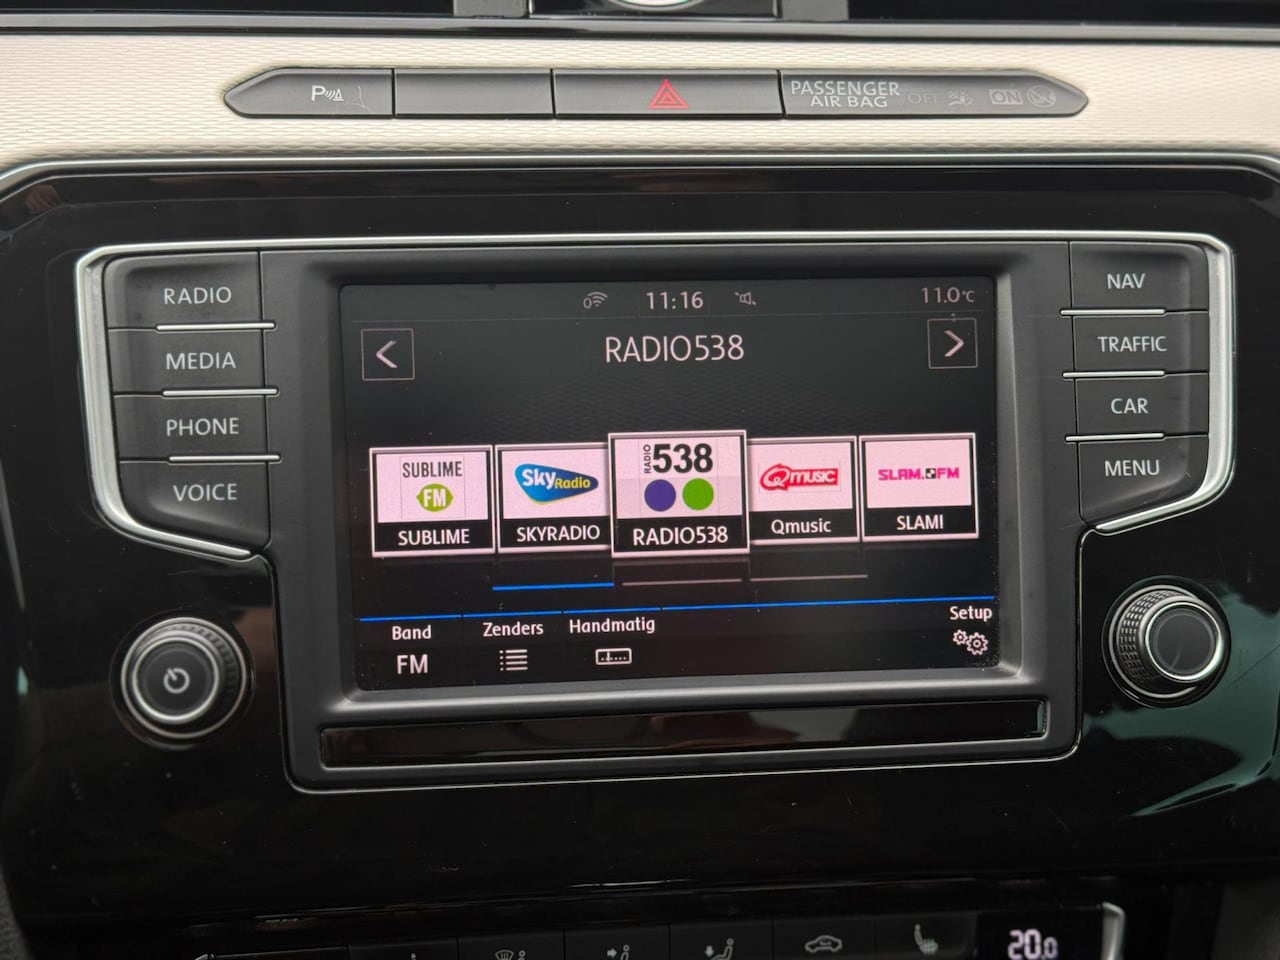 P
PASSENGER
AIR BAG OFF ON
RADIO
MEDIA
PHONE
VOICE
NAV
TRAFFIC
CAR
MENU
0 11:16 11.0°C
< RADIO538 >
SUBLIME
FM
SUBLIME
Sky Radio
SKYRADIO
RADIO 538
RADIO538
Qmusic
Qmusic
SLAM.FM
SLAM!
Band
FM
Zenders
Handmatig
Setup
20.0